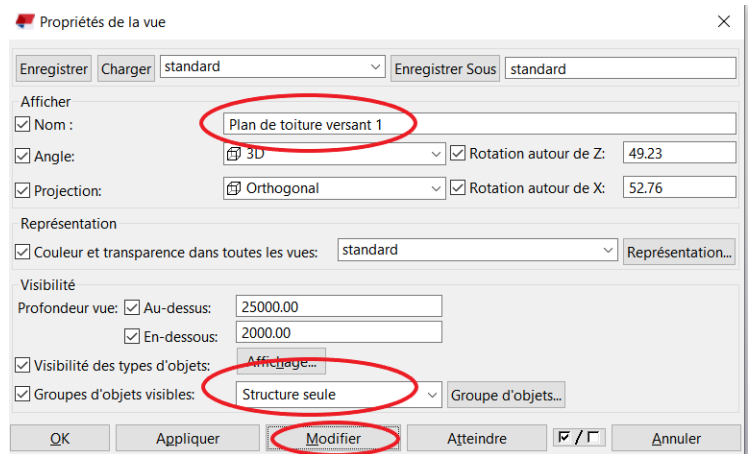 Propriétés de la vue
Enregistrer Charger standard Enregistrer Sous standard
Afficher
Nom : Plan de toiture versant 1
Angle: 3D Rotation autour de Z: 49.23
Projection: Orthogonal Rotation autour de X: 52.76
Représentation
Couleur et transparence dans toutes les vues: standard Représentation...
Visibilité
Profondeur vue: Au-dessus: 25000.00
En-dessous: 2000.00
Visibilité des types d'objets: Affichage...
Groupes d'objets visibles: Structure seule Groupe d'objets...
OK Appliquer Modifier Atteindre / Annuler